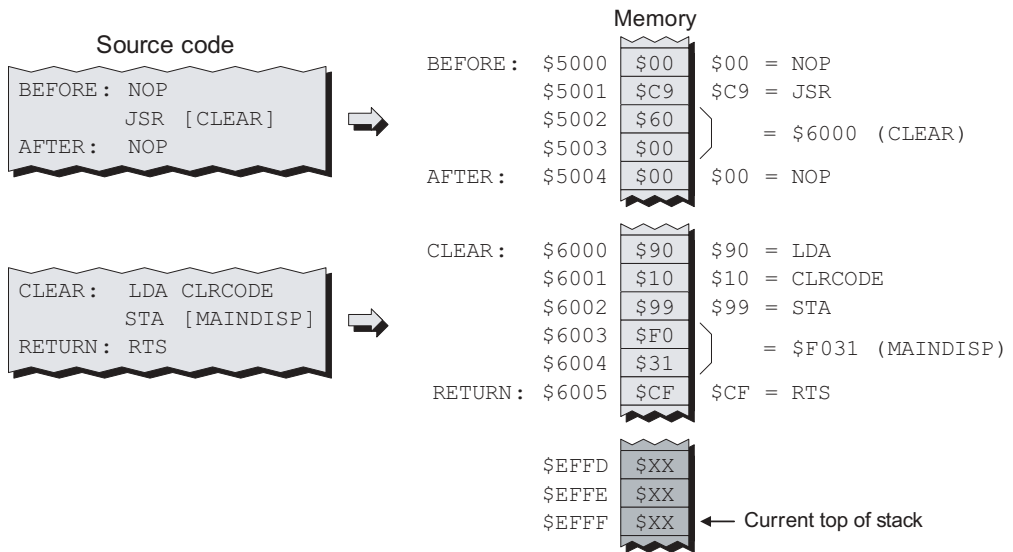 Source code
BEFORE: NOP
JSR [CLEAR]
AFTER: NOP
CLEAR: LDA CLRCODE
STA [MAINDISP]
RETURN: RTS
Memory
BEFORE: $5000 $00 $00 = NOP
$5001 $C9 $C9 = JSR
$5002 $60
= $6000 (CLEAR)
$5003 $00
AFTER: $5004 $00 $00 = NOP
CLEAR: $6000 $90 $90 = LDA
$6001 $10 $10 = CLRCODE
$6002 $99 $99 = STA
$6003 $F0
= $F031 (MAINDISP)
$6004 $31
RETURN: $6005 $CF $CF = RTS
$EFFD $XX
$EFFE $XX
$EFFF $XX Current top of stack